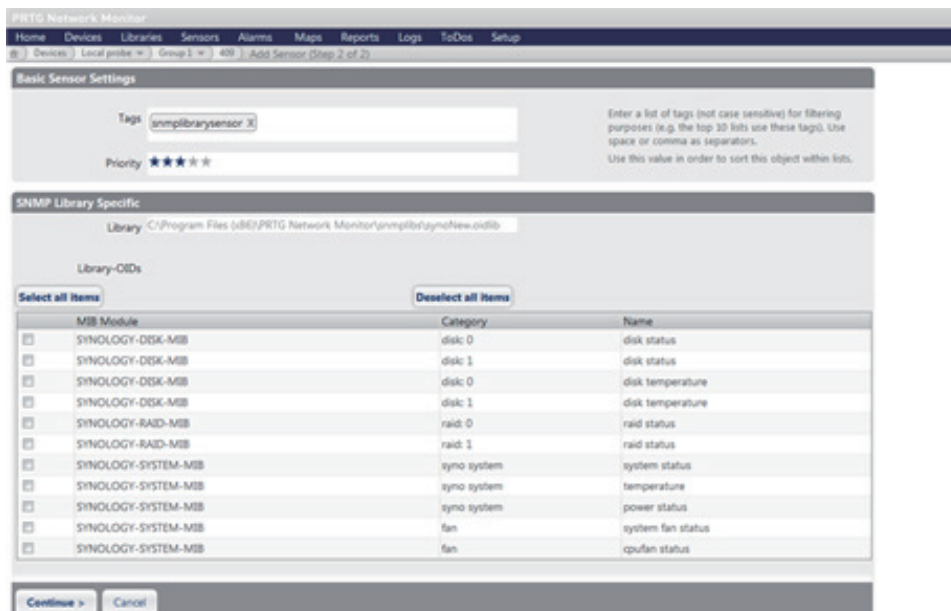 PRTG Network Monitor
Home Devices Libraries Sensors Alarms Maps Reports Logs ToDos Setup
Devices Local probe Group 1 409 Add Sensor (Step 2 of 2)
Basic Sensor Settings
Tags snmplibrarysensor X
Enter a list of tags (not case sensitive) for filtering
purposes (e.g. the top 10 lists use these tags). Use
space or comma as separators.
Priority
Use this value in order to sort this object within lists.
SNMP Library Specific
Library C:\Program Files (x86)\PRTG Network Monitor\snmplibs\synoNew.oidlib
Library-OIDs
Select all items Deselect all items
MIB Module Category Name
SYNOLOGY-DISK-MIB disk: 0 disk status
SYNOLOGY-DISK-MIB disk: 1 disk status
SYNOLOGY-DISK-MIB disk: 0 disk temperature
SYNOLOGY-DISK-MIB disk: 1 disk temperature
SYNOLOGY-RAID-MIB raid: 0 raid status
SYNOLOGY-RAID-MIB raid: 1 raid status
SYNOLOGY-SYSTEM-MIB syno system system status
SYNOLOGY-SYSTEM-MIB syno system temperature
SYNOLOGY-SYSTEM-MIB syno system power status
SYNOLOGY-SYSTEM-MIB fan system fan status
SYNOLOGY-SYSTEM-MIB fan cpufan status
Continue > Cancel